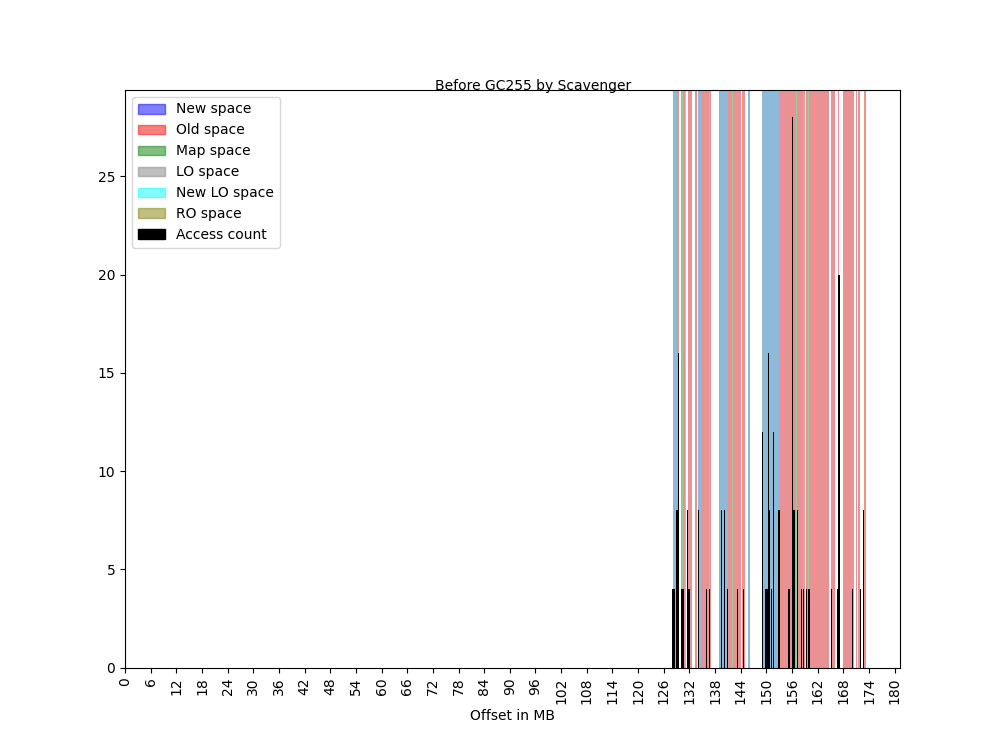 Before GC255 by Scavenger
New space
Old space
Map space
LO space
New LO space
RO space
Access count
25
20
15
10
5
0
0 6 12 18 24 30 36 42 48 54 60 66 72 78 84 90 96 102 108 114 120 126 132 138 144 150 156 162 168 174 180
Offset in MB